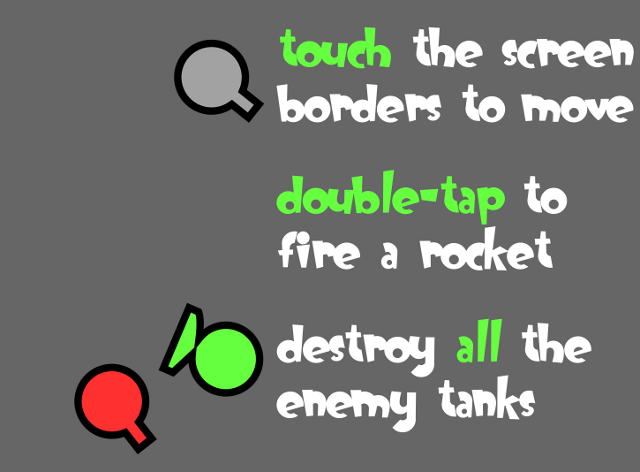 touch the screen
borders to move
double-tap to
fire a rocket
destroy all the
enemy tanks